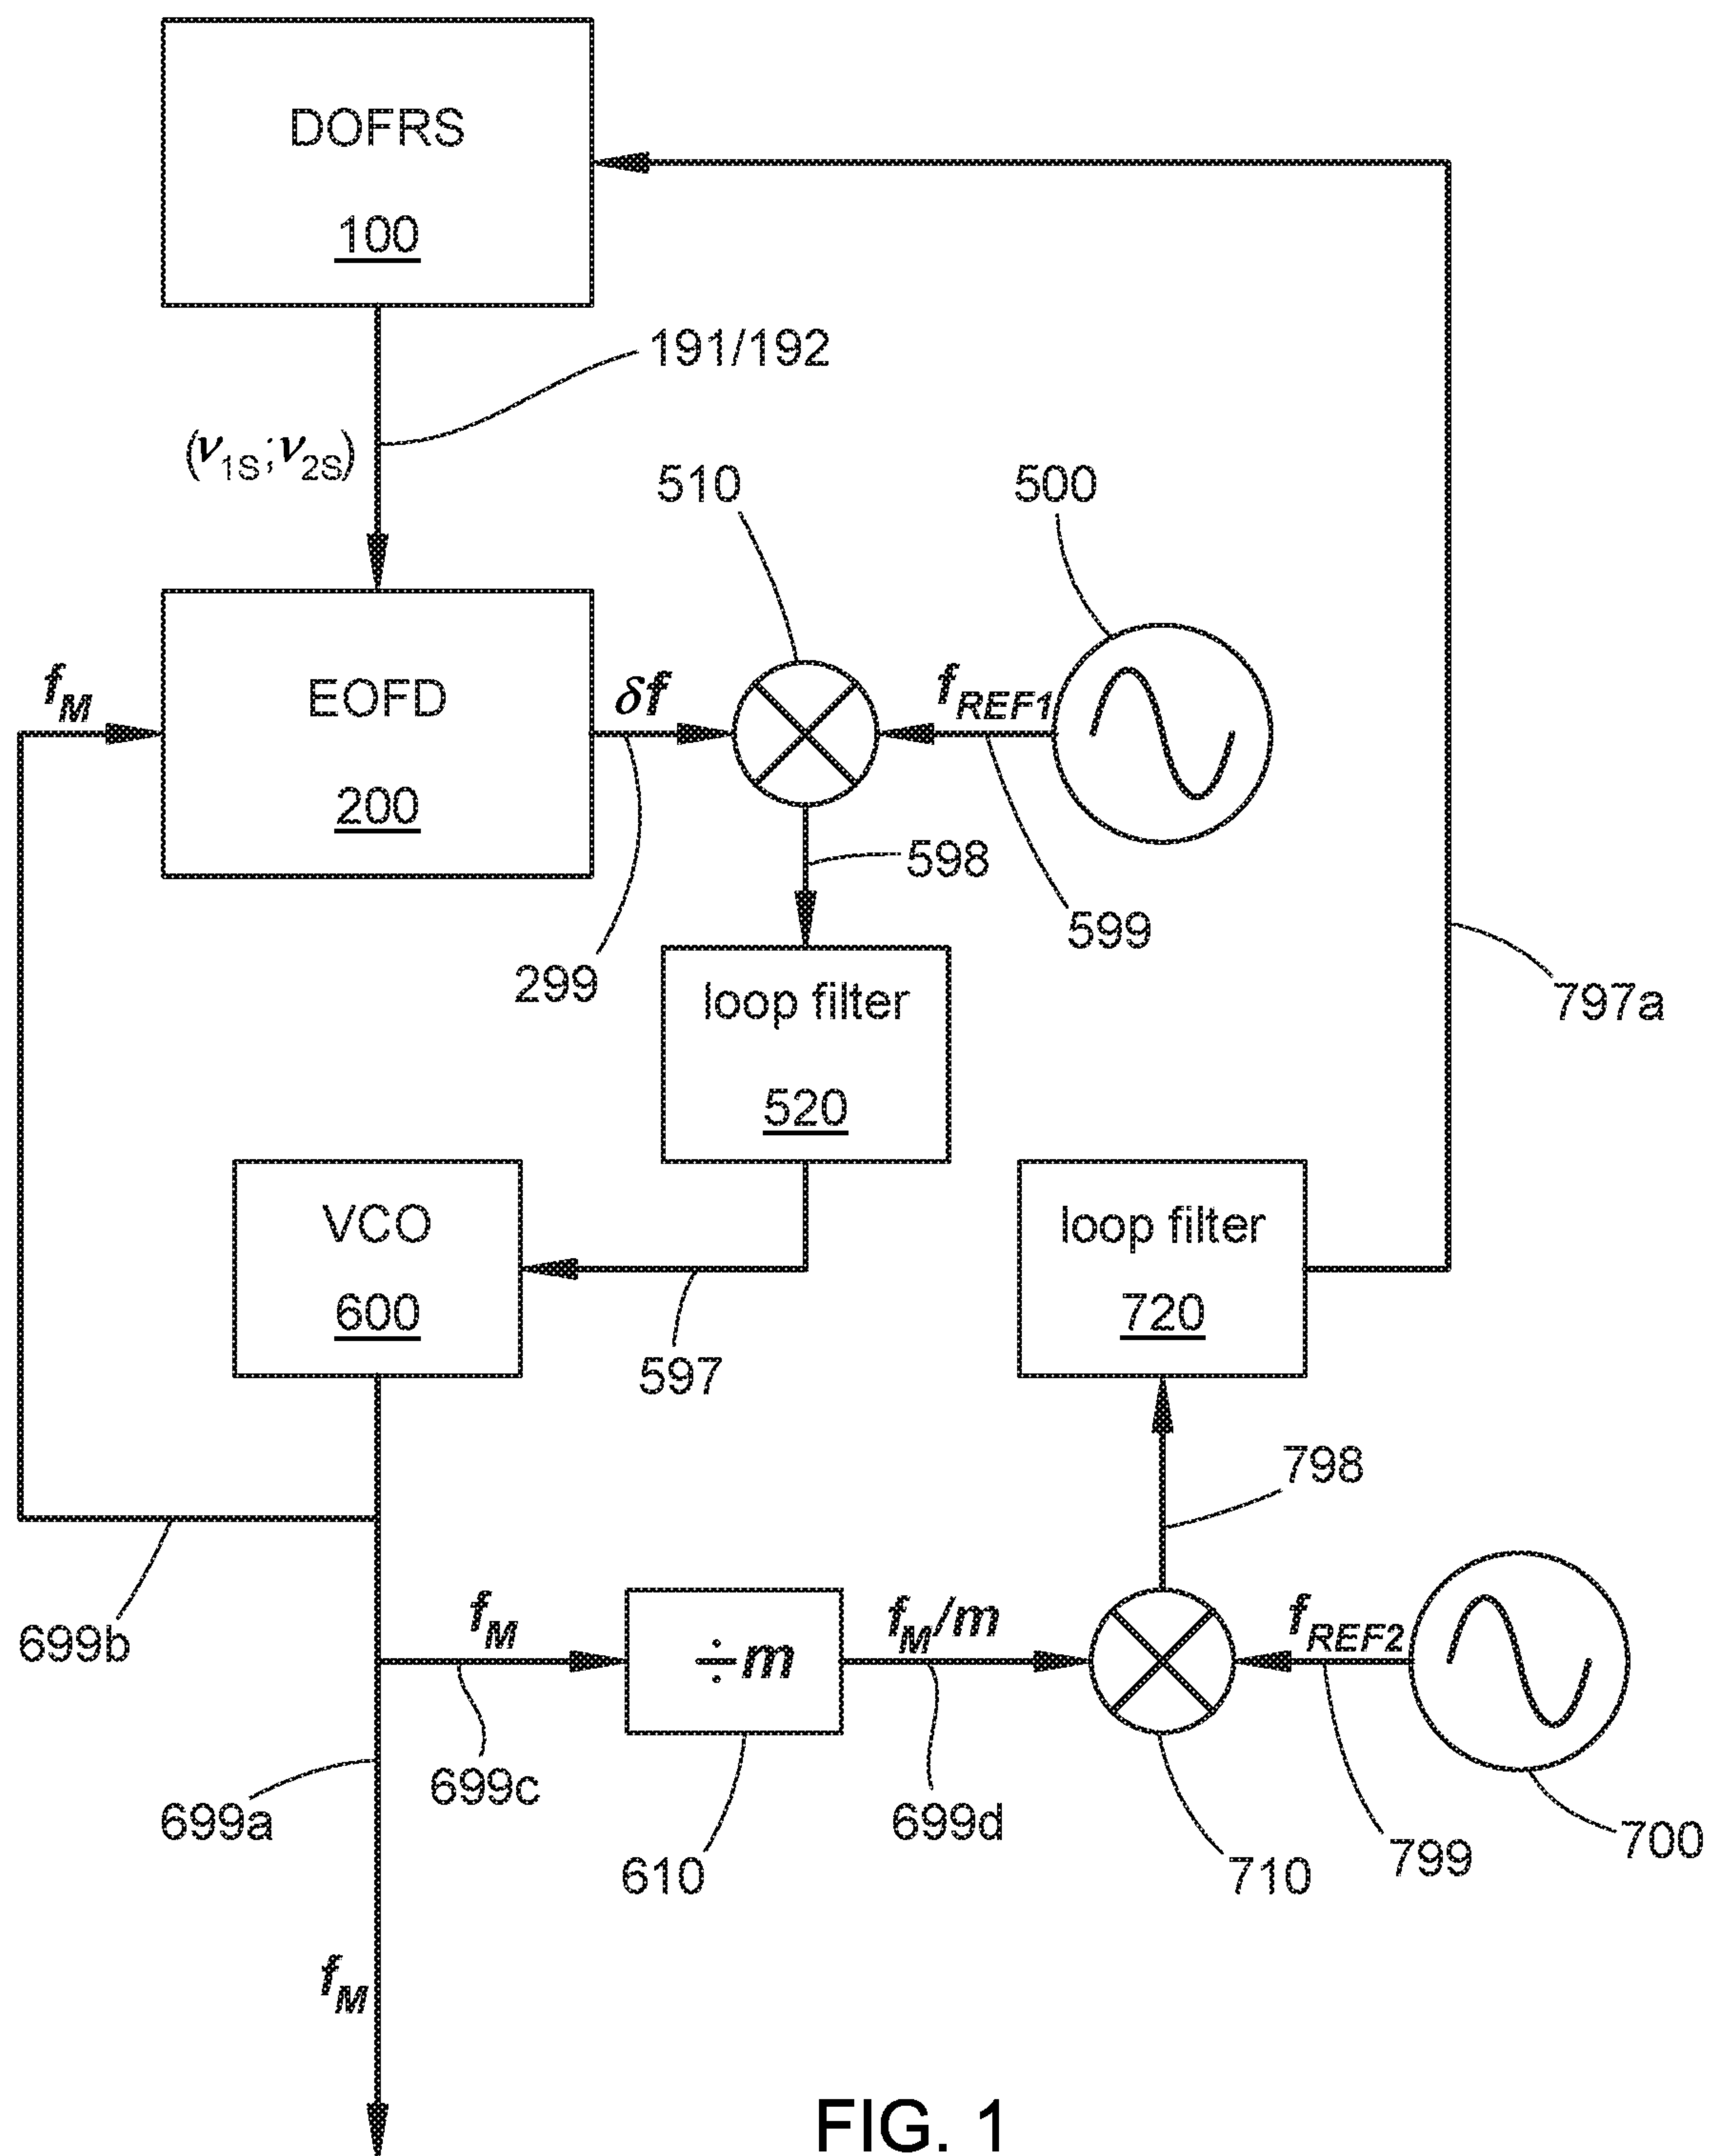 DOFRS
100
191/192
(ν1S;ν2S)
510
500
fM
EOFD
200
δf
fREF1
598
599
299
797a
loop filter
520
VCO
600
loop filter
720
597
798
699b
fM
÷m
fM/m
fREF2
699c
699a
699d
610
710
799
700
fM
FIG. 1